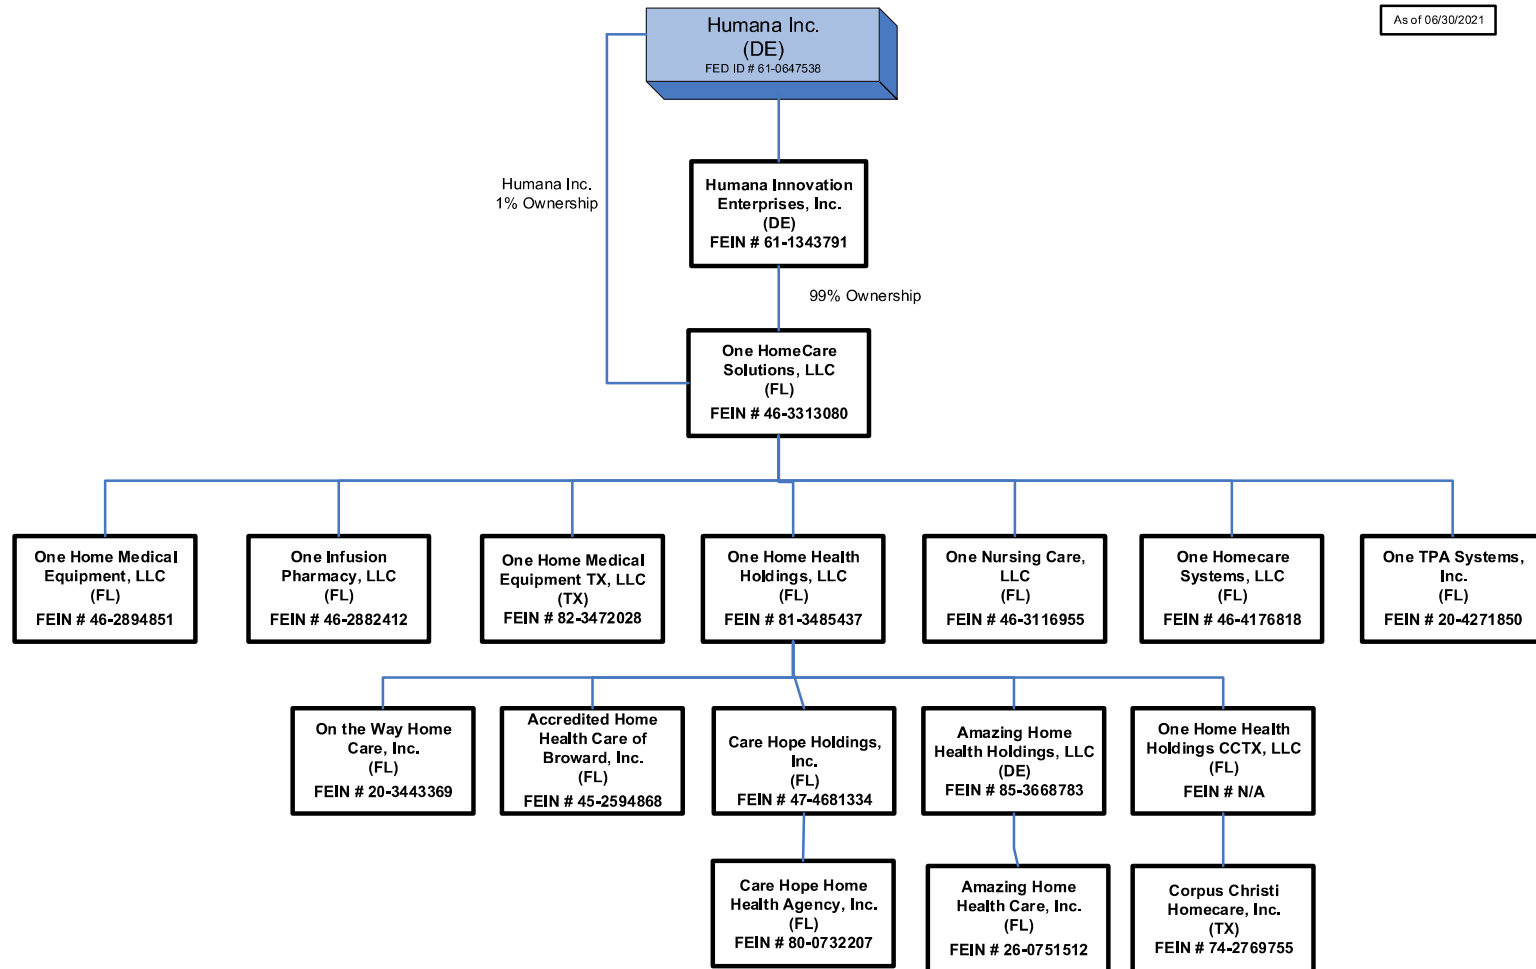 As of 06/30/2021
Humana Inc.
(DE)
FED ID # 61-0647538
Humana Inc.
1% Ownership
Humana Innovation
Enterprises, Inc.
(DE)
FEIN # 61-1343791
99% Ownership
One HomeCare
Solutions, LLC
(FL)
FEIN # 46-3313080
One Home Medical
Equipment, LLC
(FL)
FEIN # 46-2894851
One Infusion
Pharmacy, LLC
(FL)
FEIN # 46-2882412
One Home Medical
Equipment TX, LLC
(TX)
FEIN # 82-3472028
One Home Health
Holdings, LLC
(FL)
FEIN # 81-3485437
One Nursing Care,
LLC
(FL)
FEIN # 46-3116955
One Homecare
Systems, LLC
(FL)
FEIN # 46-4176818
One TPA Systems,
Inc.
(FL)
FEIN # 20-4271850
On the Way Home
Care, Inc.
(FL)
FEIN # 20-3443369
Accredited Home
Health Care of
Broward, Inc.
(FL)
FEIN # 45-2594868
Care Hope Holdings,
Inc.
(FL)
FEIN # 47-4681334
Amazing Home
Health Holdings, LLC
(DE)
FEIN # 85-3668783
One Home Health
Holdings CCTX, LLC
(FL)
FEIN # N/A
Care Hope Home
Health Agency, Inc.
(FL)
FEIN # 80-0732207
Amazing Home
Health Care, Inc.
(FL)
FEIN # 26-0751512
Corpus Christi
Homecare, Inc.
(TX)
FEIN # 74-2769755